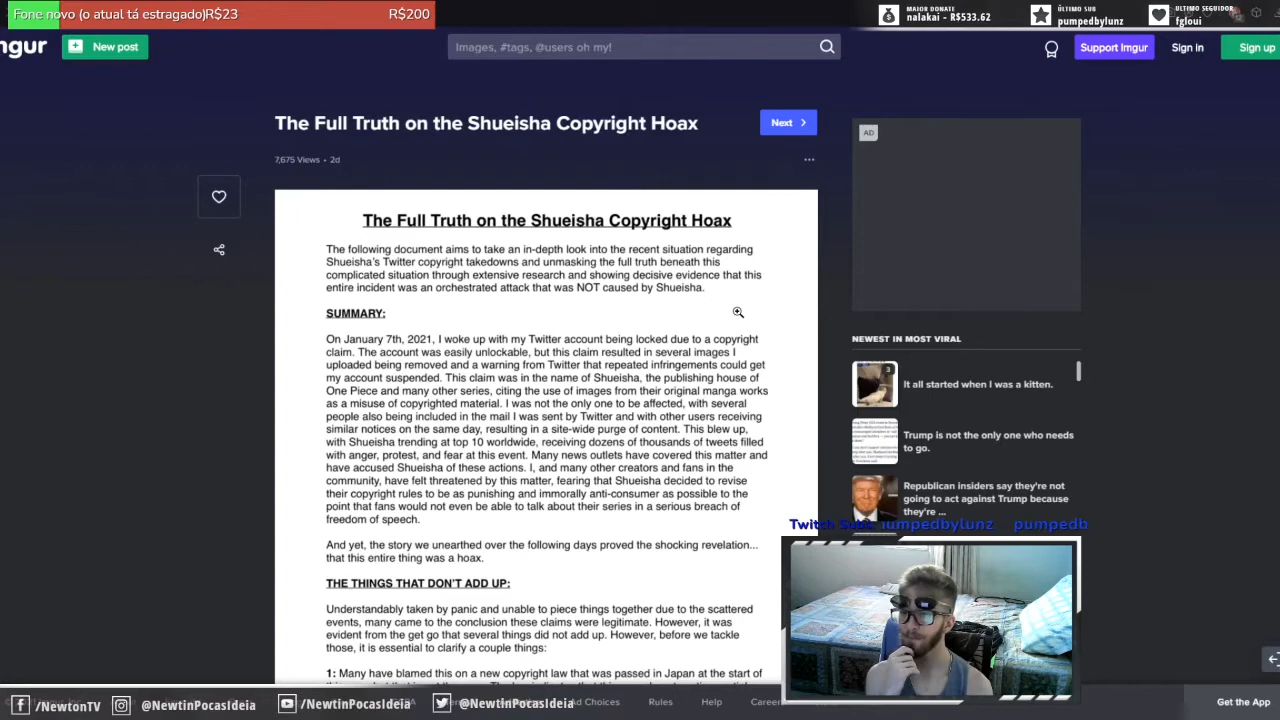 Fone novo (o atual tá estragado)R$23
R$200
MAJOR DONATE
nalakai - R$533.62
ÚLTIMO SUB
pumpedbylunz
ÚLTIMO SEGUIDOR
fgloui
New post
Images, #tags, @users oh my!
Support Imgur
Sign in
Sign up
The Full Truth on the Shueisha Copyright Hoax
Next
7,675 Views • 2d
AD
The Full Truth on the Shueisha Copyright Hoax
The following document aims to take an in-depth look into the recent situation regarding
Shueisha's Twitter copyright takedowns and unmasking the full truth beneath this
complicated situation through extensive research and showing decisive evidence that this
entire incident was an orchestrated attack that was NOT caused by Shueisha.
SUMMARY:
On January 7th, 2021, I woke up with my Twitter account being locked due to a copyright
claim. The account was easily unlockable, but this claim resulted in several images I
uploaded being removed and a warning from Twitter that repeated infringements could get
my account suspended. This claim was in the name of Shueisha, the publishing house of
One Piece and many other series, citing the use of images from their original manga works
as a misuse of copyrighted material. I was not the only one to be affected, with several
people also being included in the mail I was sent by Twitter and with other users receiving
similar notices on the same day, resulting in a site-wide purge of content. This blew up,
with Shueisha trending at top 10 worldwide, receiving dozens of thousands of tweets filled
with anger, protest, and fear at this event. Many news outlets have covered this matter and
have accused Shueisha of these actions. I, and many other creators and fans in the
community, have felt threatened by this matter, fearing that Shueisha decided to revise
their copyright rules to be as punishing and immorally anti-consumer as possible to the
point that fans would not even be able to talk about their series in a serious breach of
freedom of speech.
And yet, the story we unearthed over the following days proved the shocking revelation...
that this entire thing was a hoax.
THE THINGS THAT DON'T ADD UP:
Understandably taken by panic and unable to piece things together due to the scattered
events, many came to the conclusion these claims were legitimate. However, it was
evident from the get go that several things did not add up. However, before we tackle
those, it is essential to clarify a couple things:
1: Many have blamed this on a new copyright law that was passed in Japan at the start of
NEWEST IN MOST VIRAL
3
It all started when I was a kitten.
Trump is not the only one who needs
to go.
Republican insiders say they're not
going to act against Trump because
they're ...
Twitch Subs: pumpedbylunz pumpedb
/NewtonTV
@NewtinPocasIdeia
/NewtinPocasIdeia
@NewtinPocasIdeia
Ad Choices
Rules
Help
Careers
Get the App